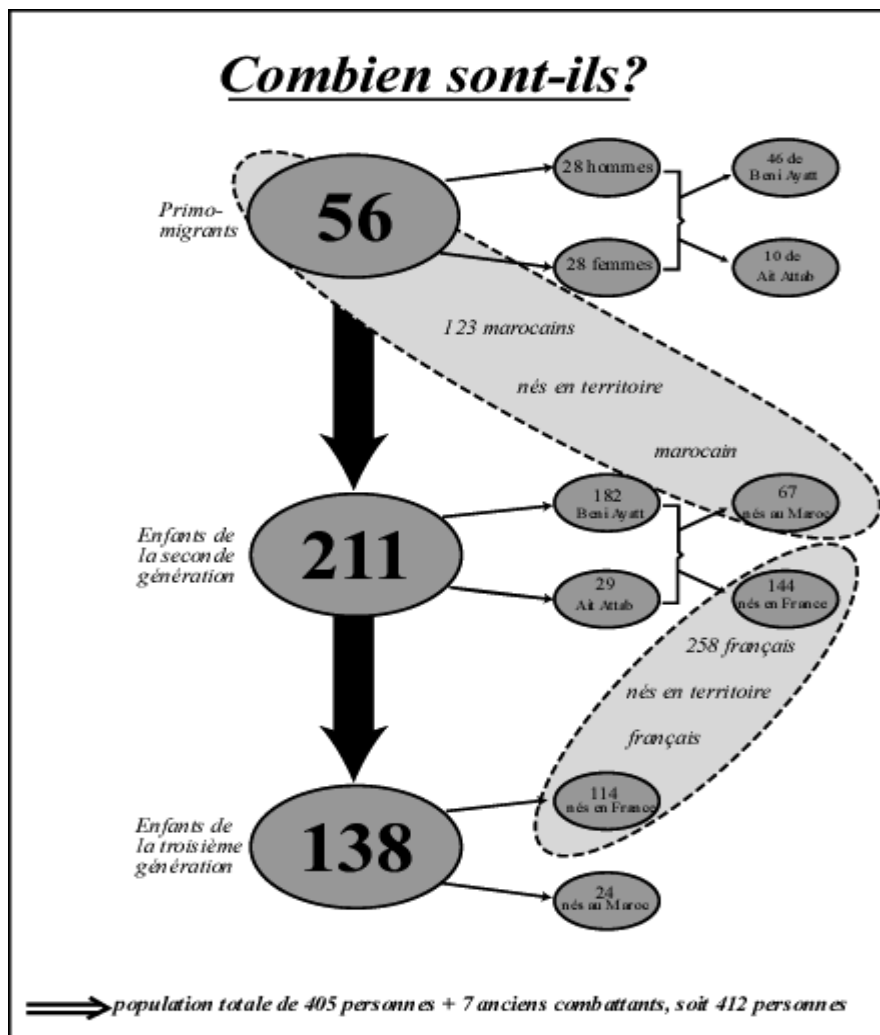 Combien sont-ils?
Primo-
migrants
56
28 hommes
28 femmes
46 de
Beni Ayatt
10 de
Ait Attab
123 marocains
nés en territoire
marocain
Enfants de
la seconde
génération
211
182
Beni Ayatt
29
Ait Attab
67
nés au Maroc
144
nés en France
258 français
nés en territoire
français
Enfants de
la troisième
génération
138
114
nés en France
24
nés au Maroc
population totale de 405 personnes + 7 anciens combattants, soit 412 personnes